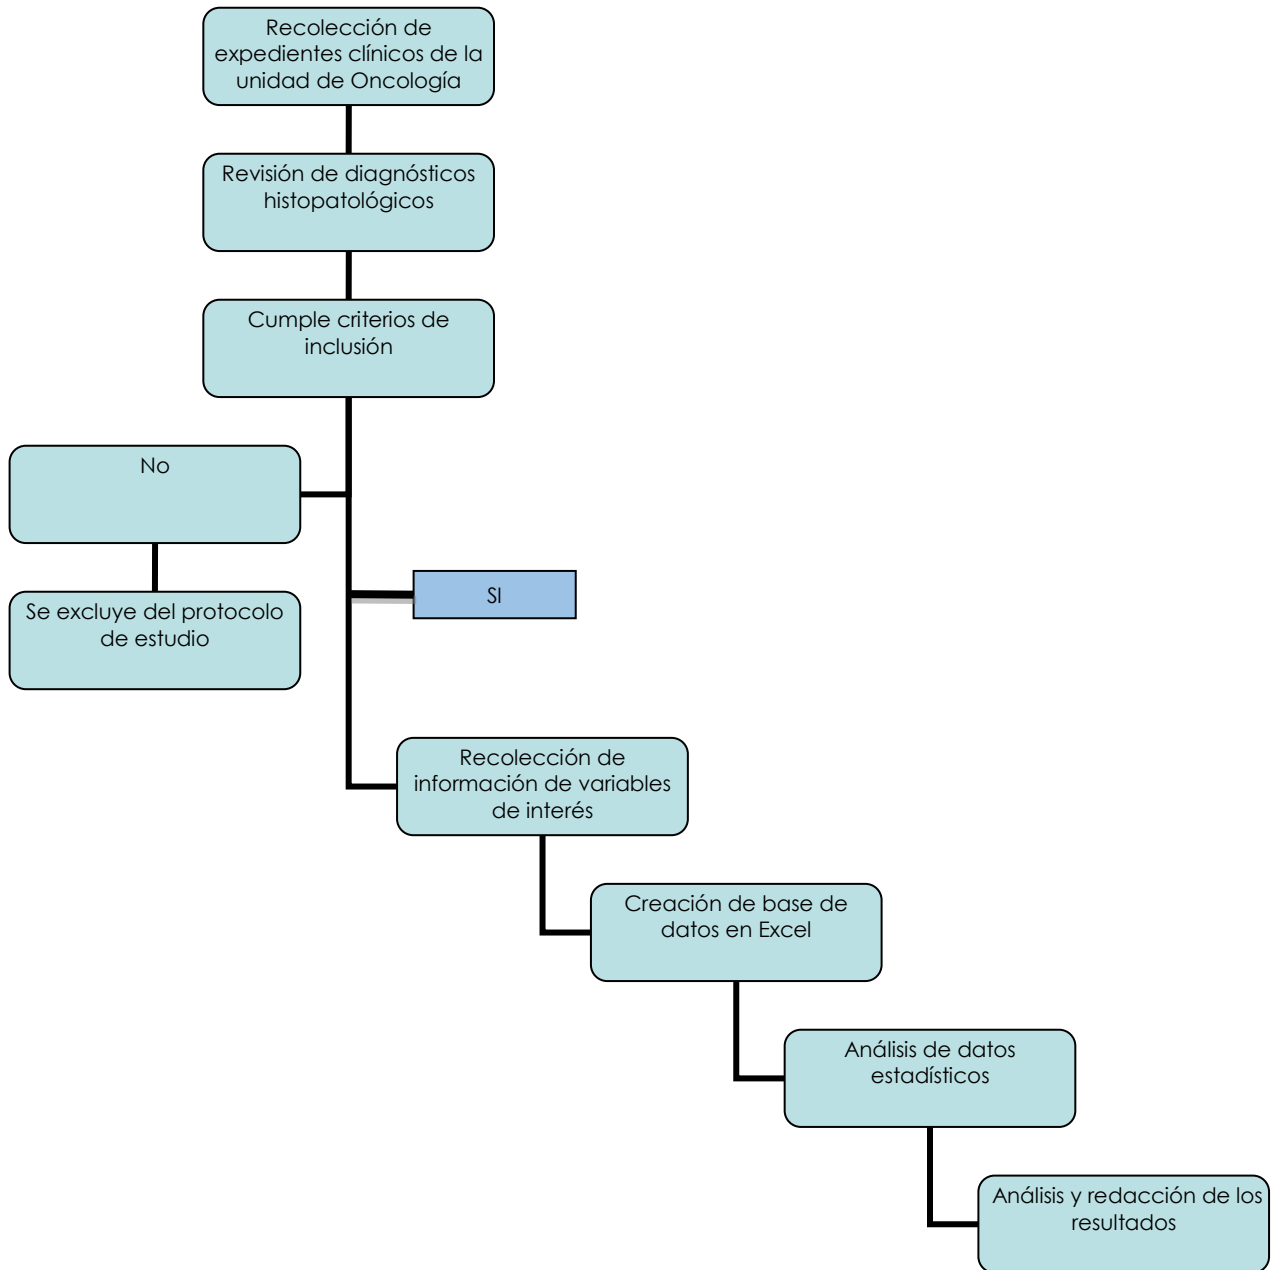 Recolección de
expedientes clínicos de la
unidad de Oncología
Revisión de diagnósticos
histopatológicos
Cumple criterios de
inclusión
No
Se excluye del protocolo
de estudio
SI
Recolección de
información de variables
de interés
Creación de base de
datos en Excel
Análisis de datos
estadísticos
Análisis y redacción de los
resultados